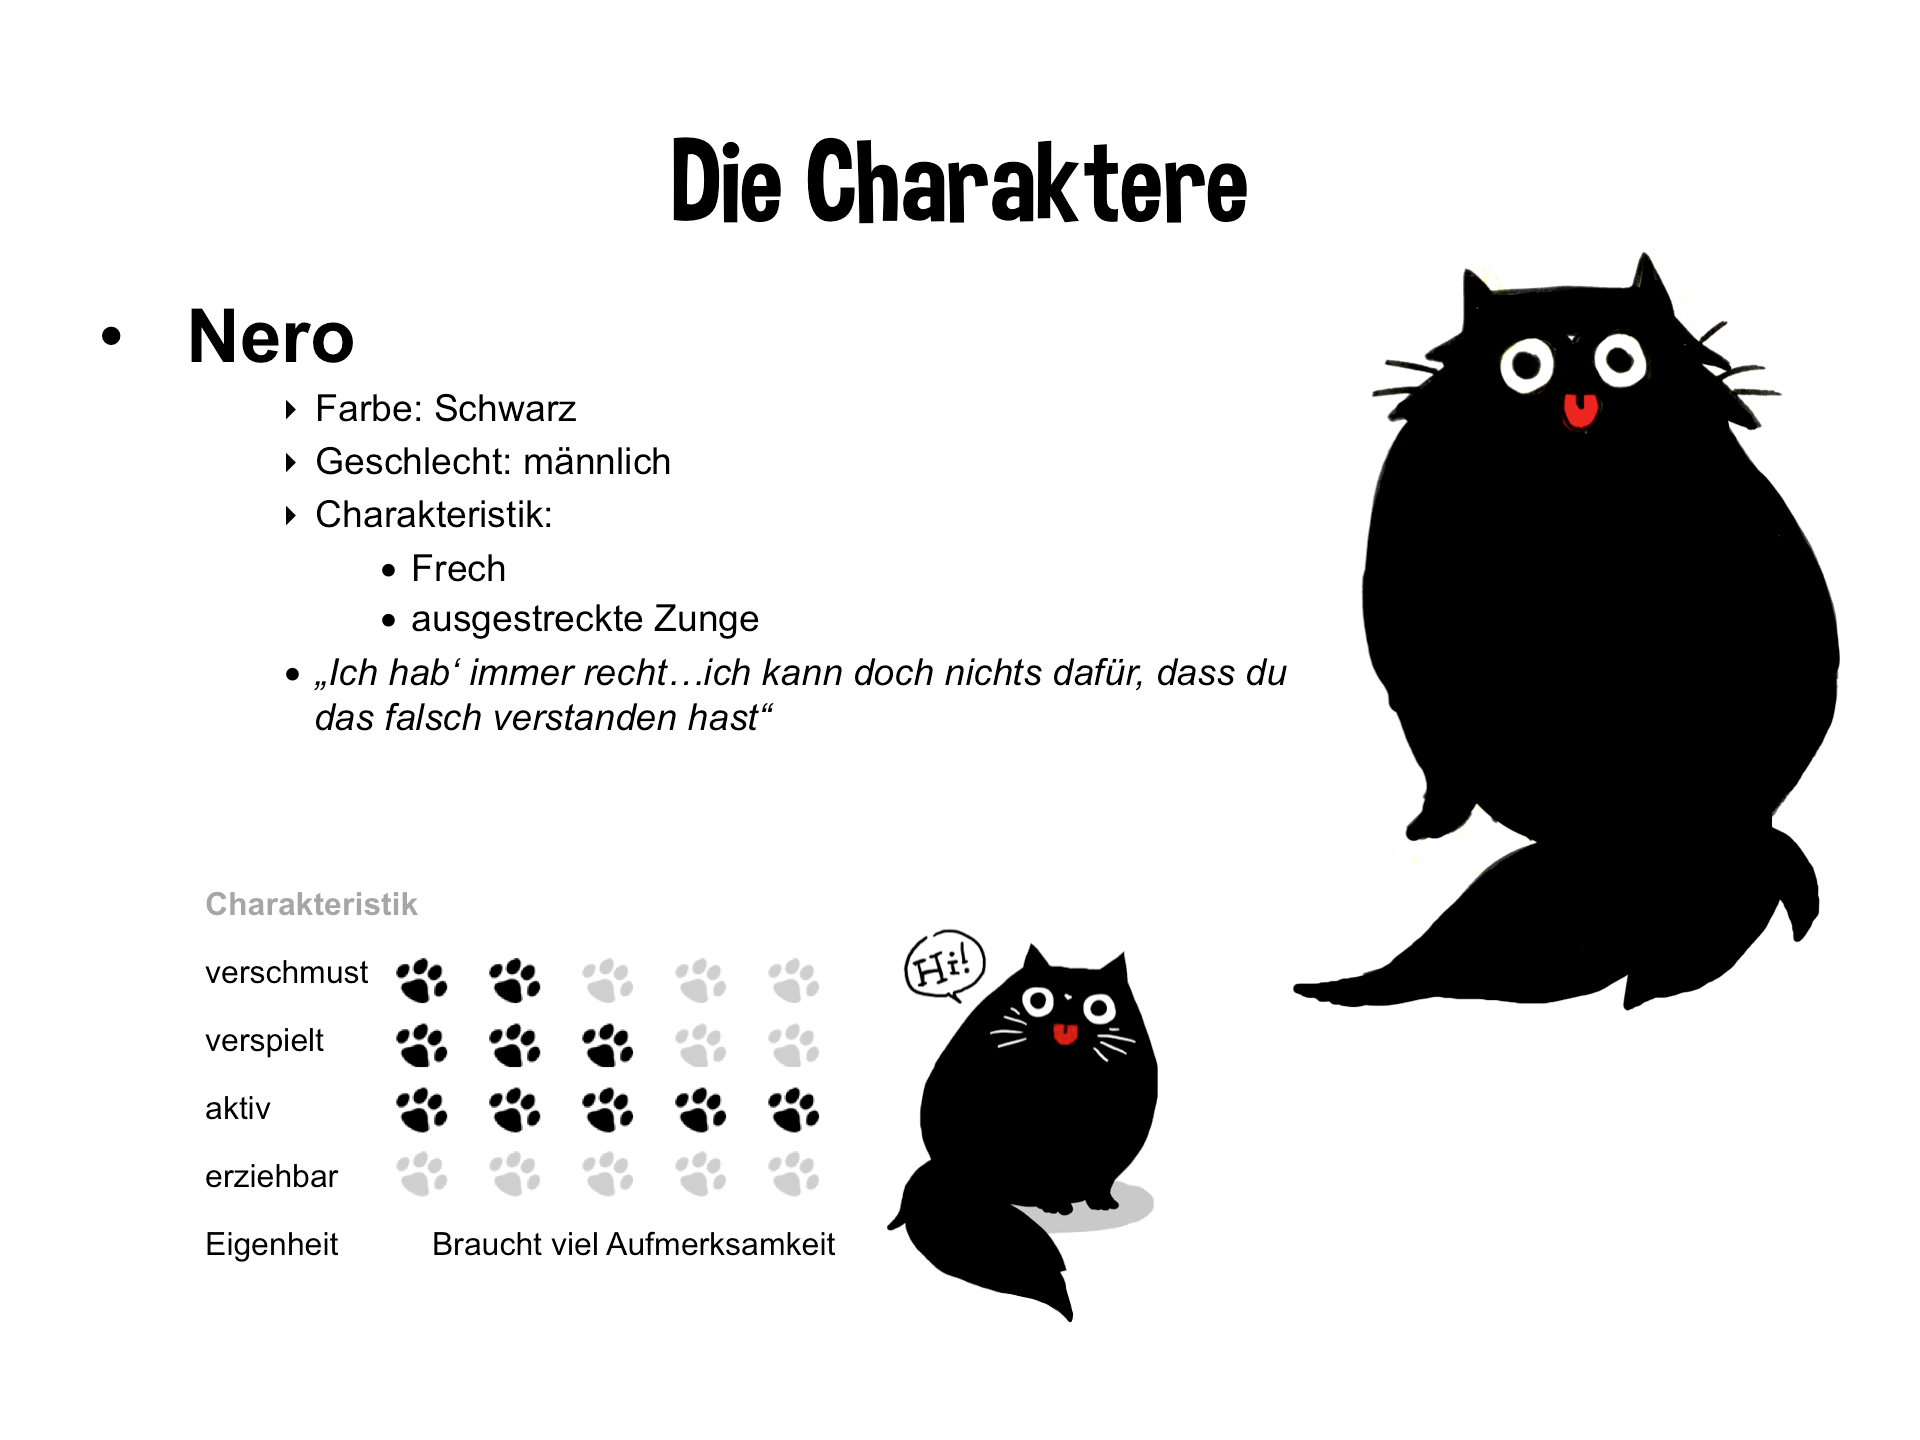 Die Charaktere
• Nero
‣ Farbe: Schwarz
‣ Geschlecht: männlich
‣ Charakteristik:
• Frech
• ausgestreckte Zunge
• „Ich hab‘ immer recht…ich kann doch nichts dafür, dass du
das falsch verstanden hast“
Charakteristik
verschmust
verspielt
aktiv
erziehbar
Eigenheit Braucht viel Aufmerksamkeit
Hi!